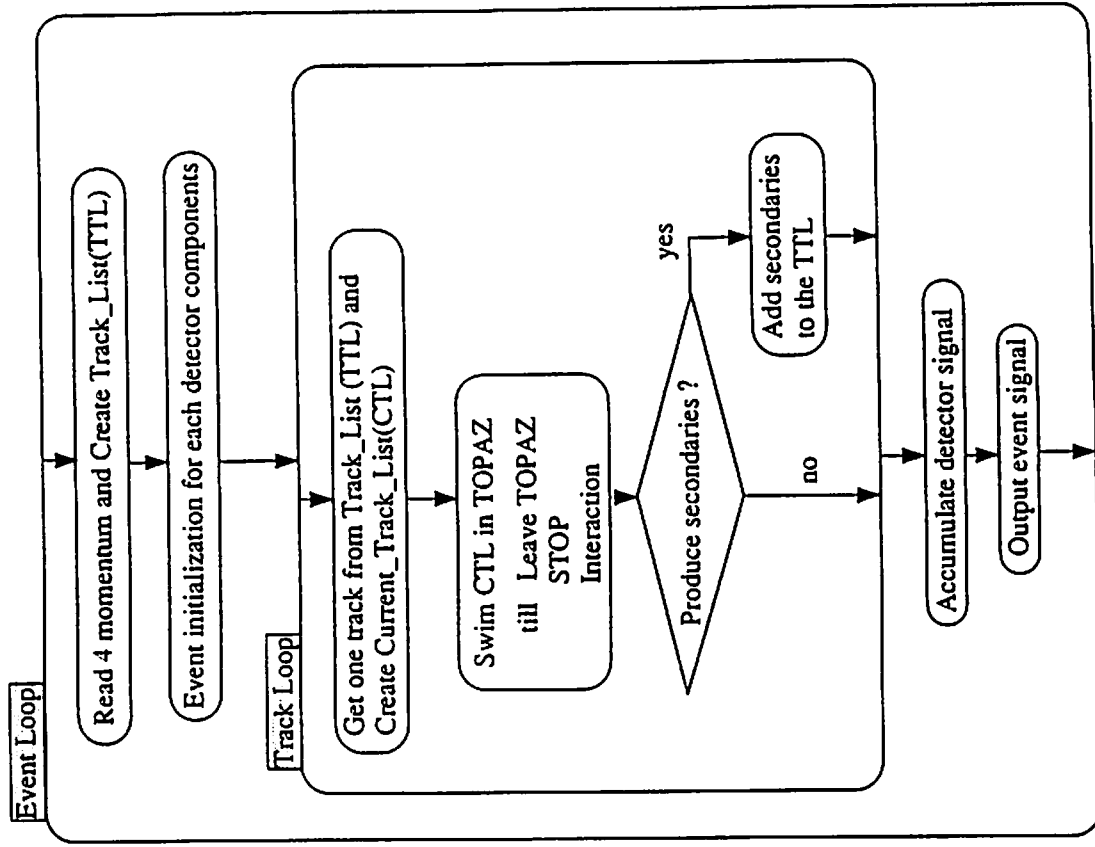 Event Loop
Read 4 momentum and Create Track_List(TTL)
Event initialization for each detector components
Track Loop
Get one track from Track_List (TTL) and
Create Current_Track_List(CTL)
Swim CTL in TOPAZ
till Leave TOPAZ
STOP
Interaction
Produce secondaries ?
yes
no
Add secondaries
to the TTL
Accumulate detector signal
Output event signal